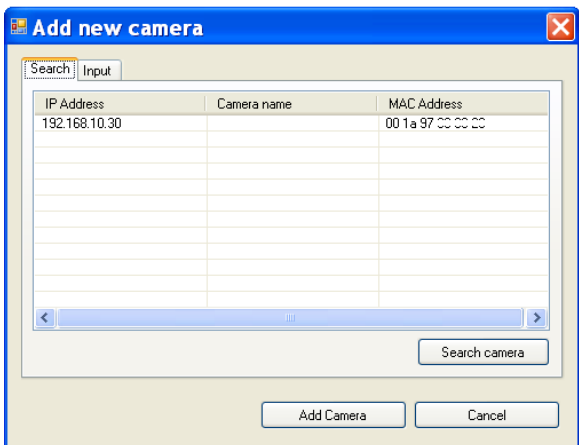 Add new camera
Search Input
IP Address Camera name MAC Address
192.168.10.30 00 1a 97
Search camera
Add Camera Cancel